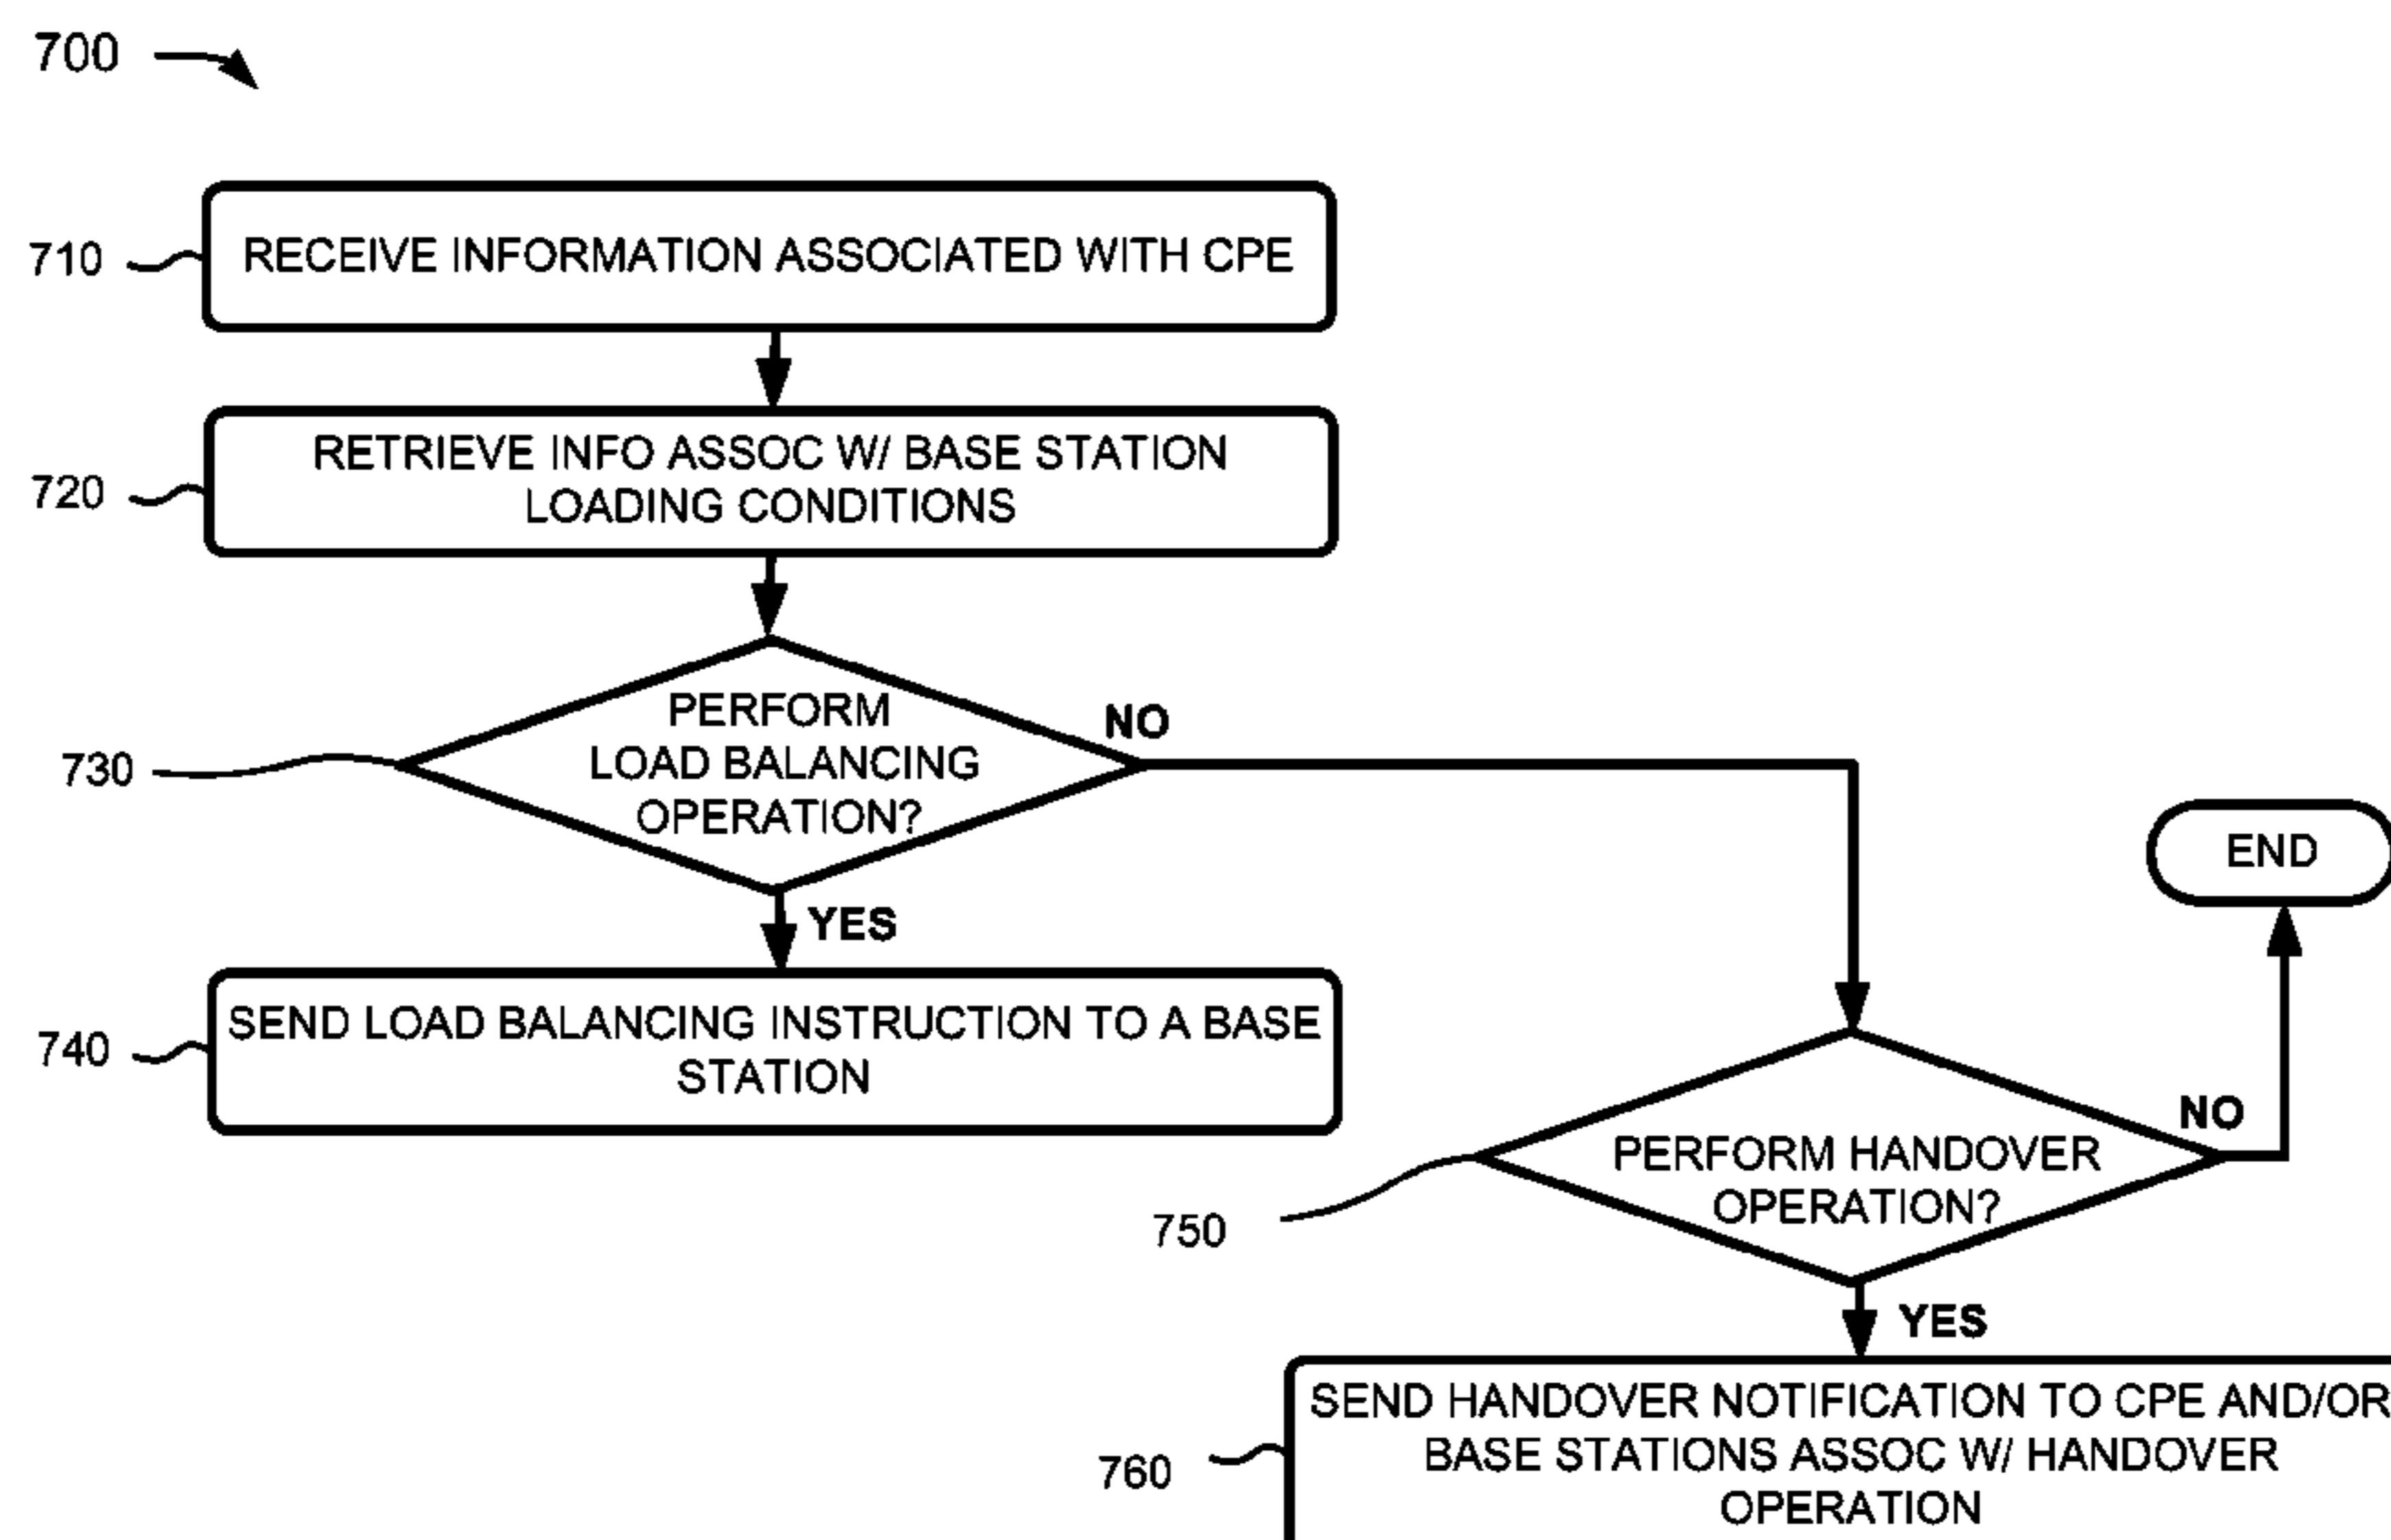 700
710
RECEIVE INFORMATION ASSOCIATED WITH CPE
720
RETRIEVE INFO ASSOC W/ BASE STATION
LOADING CONDITIONS
730
PERFORM
LOAD BALANCING
OPERATION?
NO
YES
740
SEND LOAD BALANCING INSTRUCTION TO A BASE
STATION
END
750
PERFORM HANDOVER
OPERATION?
NO
YES
760
SEND HANDOVER NOTIFICATION TO CPE AND/OR
BASE STATIONS ASSOC W/ HANDOVER
OPERATION